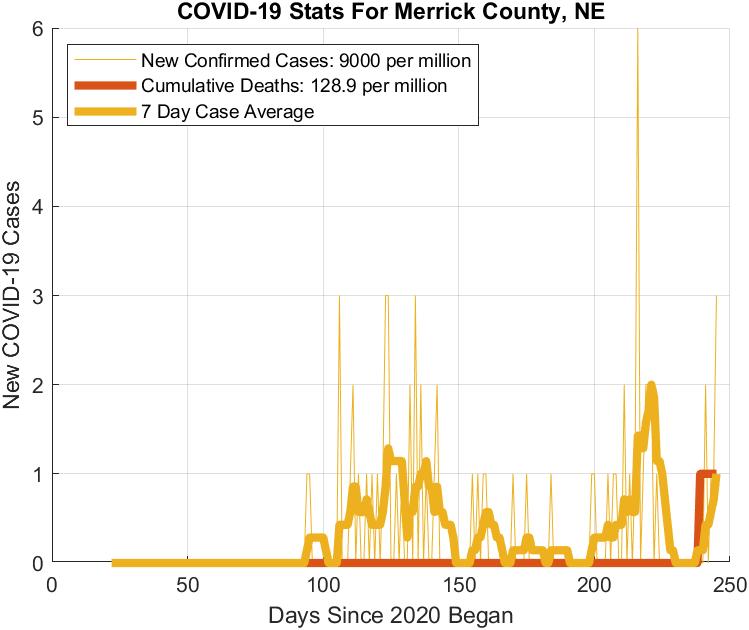 COVID-19 Stats For Merrick County, NE
New Confirmed Cases: 9000 per million
Cumulative Deaths: 128.9 per million
7 Day Case Average
New COVID-19 Cases
6
5
4
3
2
1
0
0 50 100 150 200 250
Days Since 2020 Began